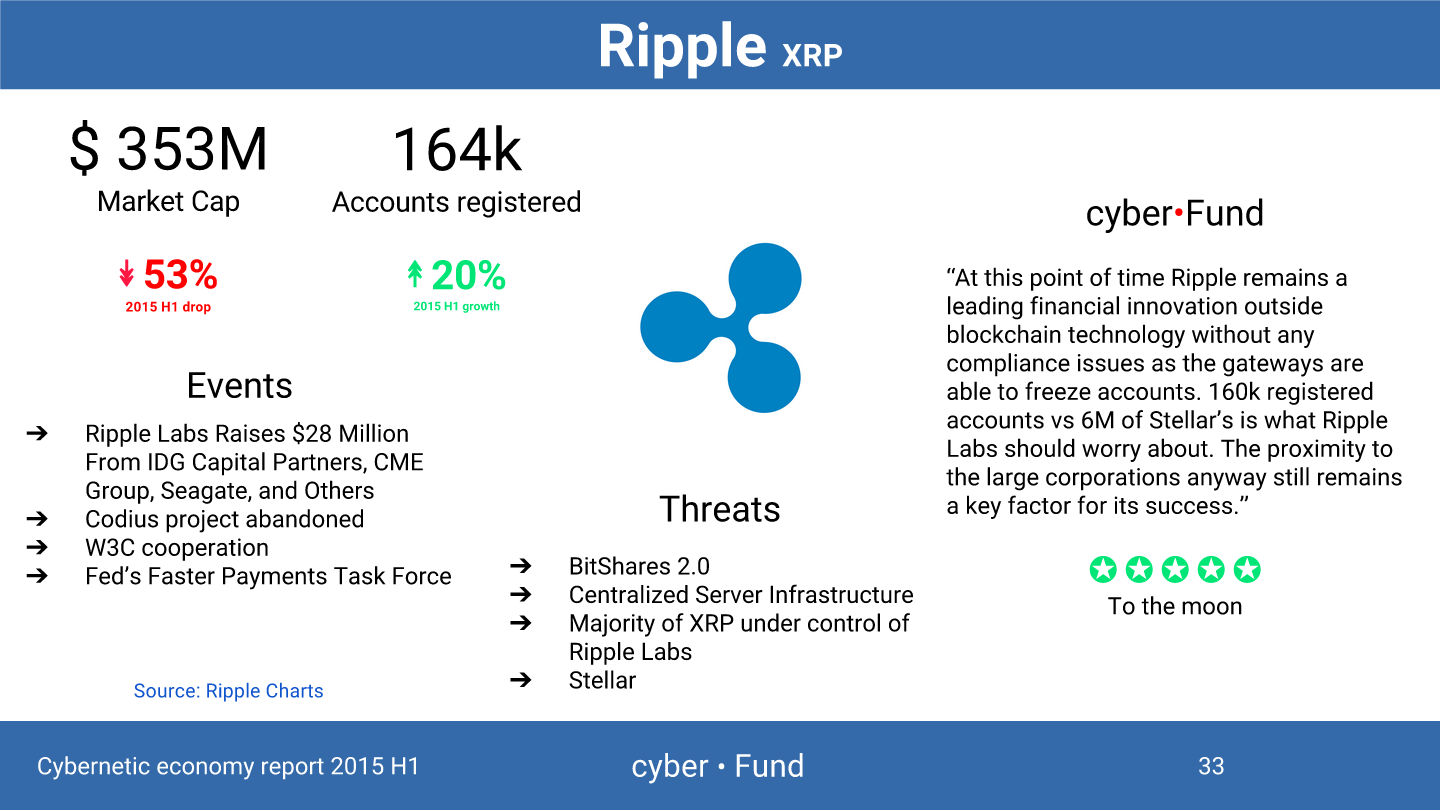 Ripple XRP
$ 353M
Market Cap
53%
2015 H1 drop
164k
Accounts registered
20%
2015 H1 growth
Events
➔ Ripple Labs Raises $28 Million
From IDG Capital Partners, CME
Group, Seagate, and Others
➔ Codius project abandoned
➔ W3C cooperation
➔ Fed’s Faster Payments Task Force
Source: Ripple Charts
Threats
➔ BitShares 2.0
➔ Centralized Server Infrastructure
➔ Majority of XRP under control of
Ripple Labs
➔ Stellar
cyber•Fund
“At this point of time Ripple remains a
leading financial innovation outside
blockchain technology without any
compliance issues as the gateways are
able to freeze accounts. 160k registered
accounts vs 6M of Stellar’s is what Ripple
Labs should worry about. The proximity to
the large corporations anyway still remains
a key factor for its success.”
To the moon
Cybernetic economy report 2015 H1
cyber • Fund
33